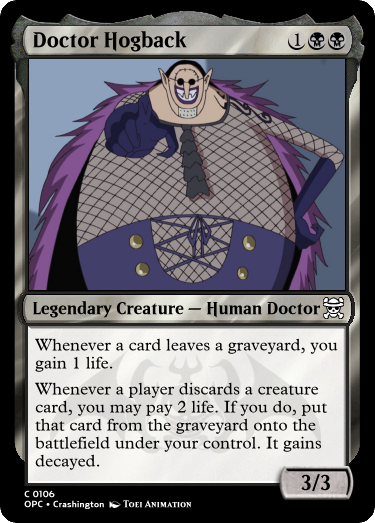 Doctor Hogback 1
Legendary Creature — Human Doctor
Whenever a card leaves a graveyard, you
gain 1 life.
Whenever a player discards a creature
card, you may pay 2 life. If you do, put
that card from the graveyard onto the
battlefield under your control. It gains
decayed.
3/3
C 0106
OPC • Crashington TOEI ANIMATION